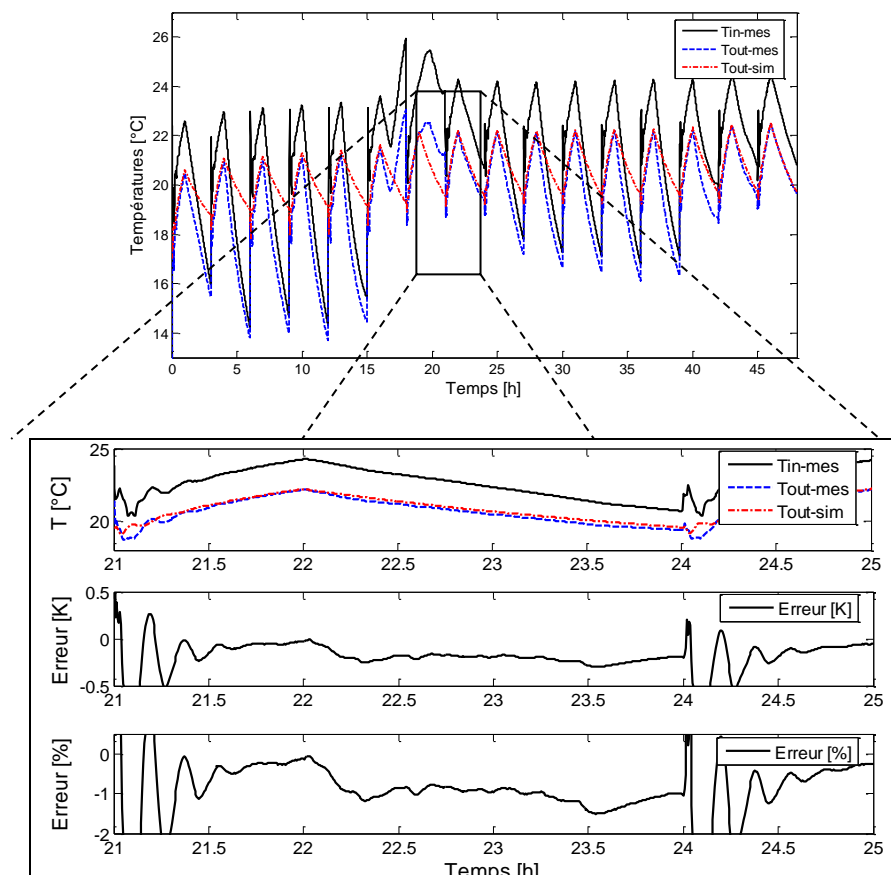 26
24
22
20
18
16
14
Températures [°C]
Tin-mes
Tout-mes
Tout-sim
0 5 10 15 20 25 30 35 40 45
Temps [h]
25
20
T [°C]
Tin-mes
Tout-mes
Tout-sim
21 21.5 22 22.5 23 23.5 24 24.5 25
0.5
0
-0.5
Erreur [K]
Erreur [K]
21 21.5 22 22.5 23 23.5 24 24.5 25
0
-1
-2
Erreur [%]
Erreur [%]
21 21.5 22 22.5 23 23.5 24 24.5 25
Temps [h]